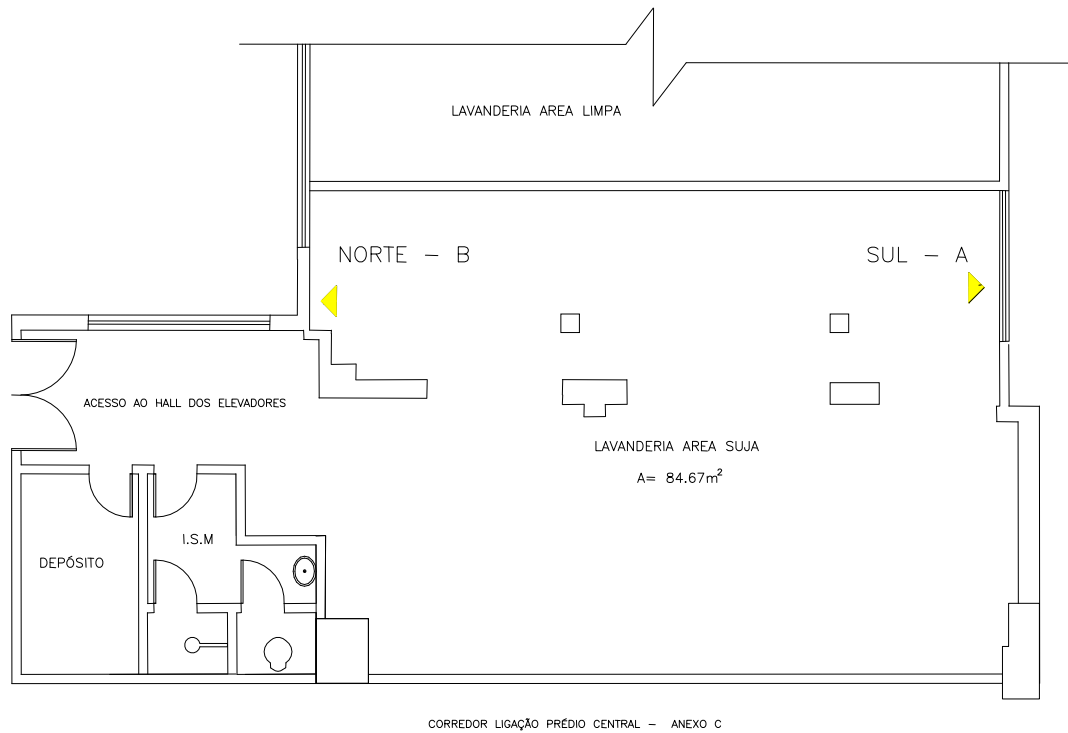 LAVANDERIA AREA LIMPA
NORTE - B
SUL - A
ACESSO AO HALL DOS ELEVADORES
LAVANDERIA AREA SUJA
A= 84.67m²
I.S.M
DEPÓSITO
CORREDOR LIGAÇÃO PRÉDIO CENTRAL - ANEXO C